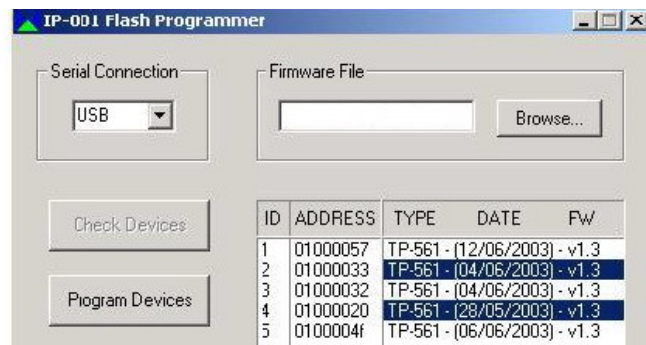 IP-001 Flash Programmer
Serial Connection
USB
Firmware File
Browse...
Check Devices
Program Devices
ID ADDRESS TYPE DATE FW
1 01000057 TP-561 - (12/06/2003) - v1.3
2 01000033 TP-561 - (04/06/2003) - v1.3
3 01000032 TP-561 - (04/06/2003) - v1.3
4 01000020 TP-561 - (28/05/2003) - v1.3
5 0100004f TP-561 - (06/06/2003) - v1.3